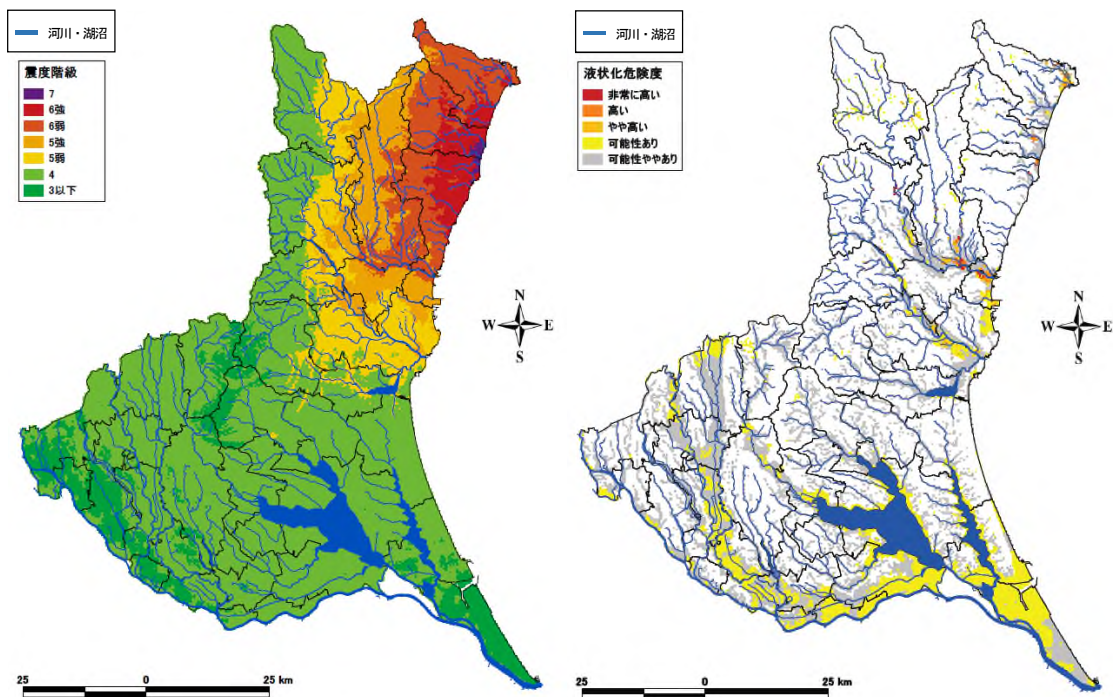 河川・湖沼
震度階級
7
6強
6弱
5強
5弱
4
3以下
N
W E
S
25 0 25 km
河川・湖沼
液状化危険度
非常に高い
高い
やや高い
可能性あり
可能性ややあり
N
W E
S
25 0 25 km